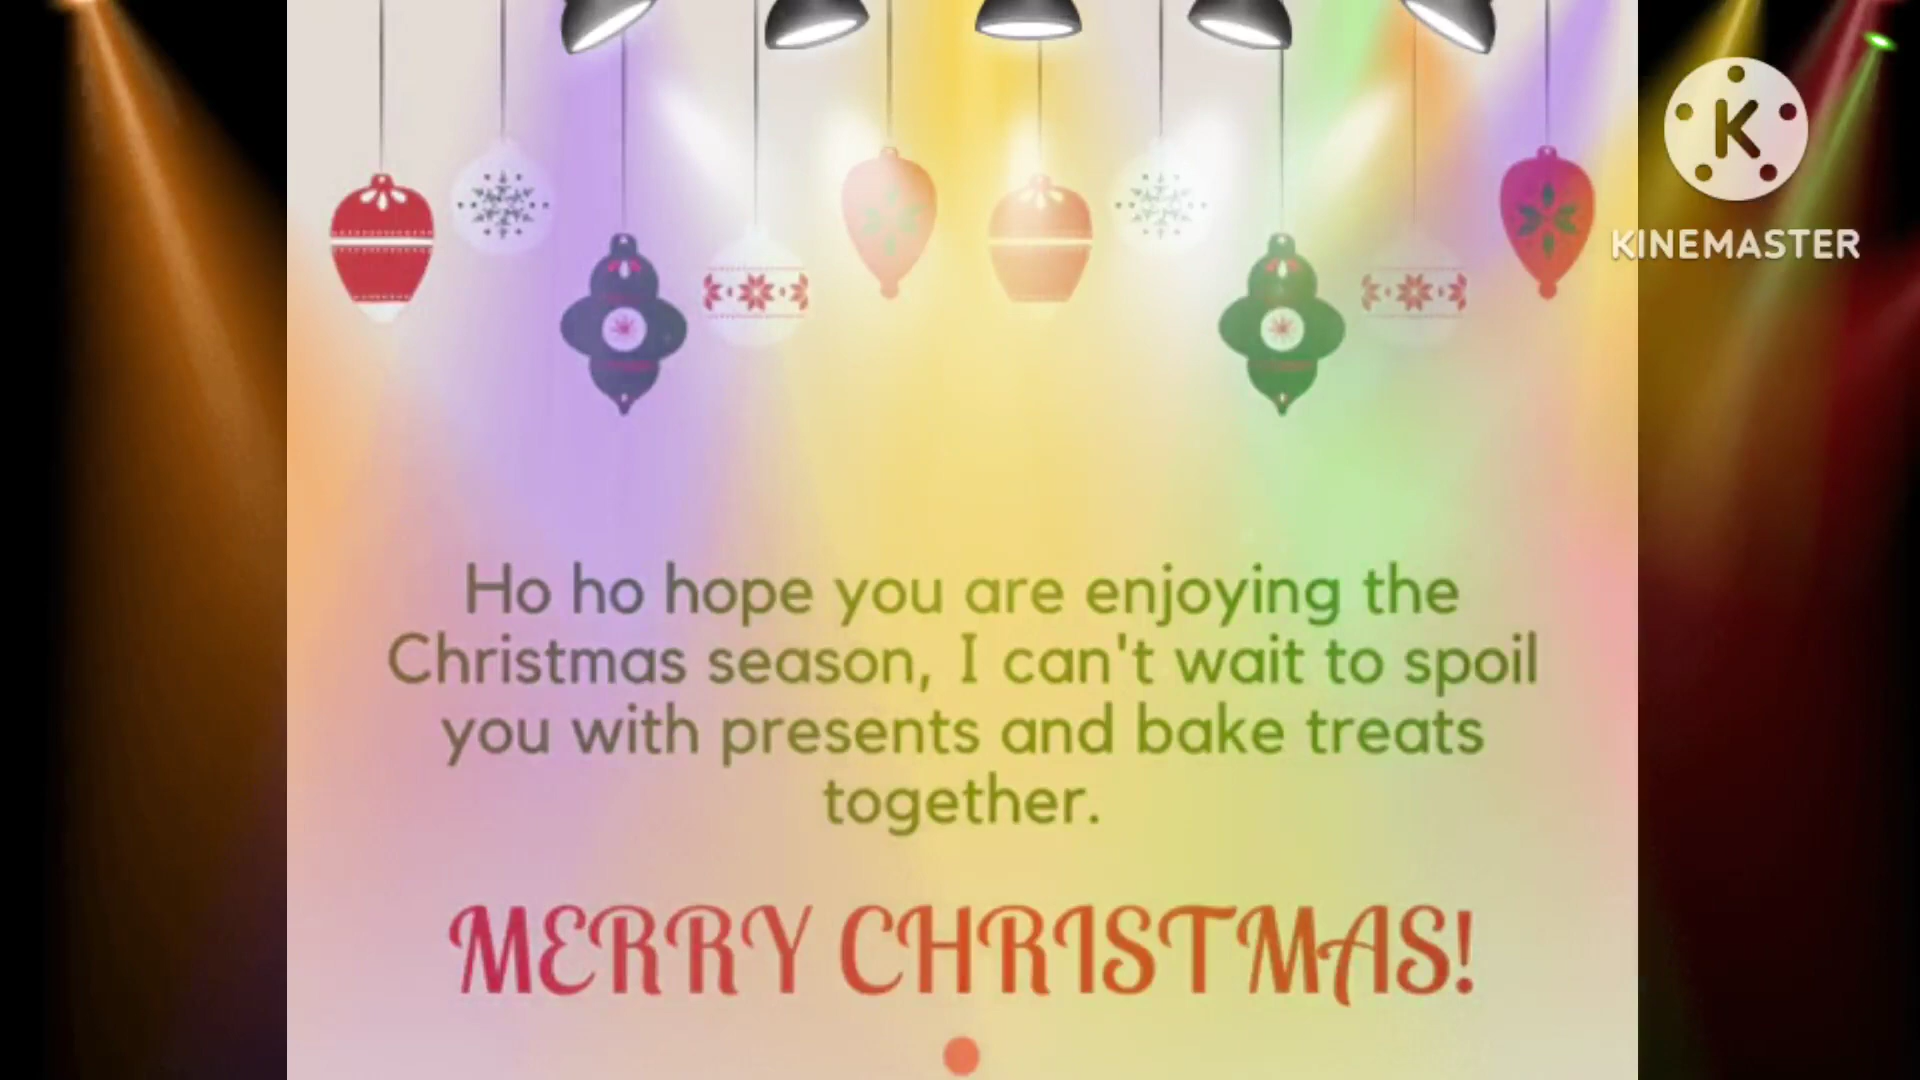 K
KINEMASTER
Ho ho hope you are enjoying the
Christmas season, I can't wait to spoil
you with presents and bake treats
together.
MERRY CHRISTMAS!